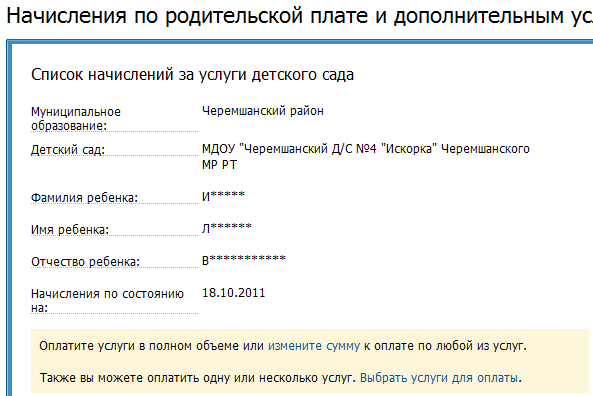 Начисления по родительской плате и дополнительным ус
Список начислений за услуги детского сада
Муниципальное образование: Черемшанский район
Детский сад: МДОУ "Черемшанский Д/С №4 "Искорка" Черемшанского
МР РТ
Фамилия ребенка: И*****
Имя ребенка: Л******
Отчество ребенка: В***********
Начисления по состоянию на: 18.10.2011
Оплатите услуги в полном объеме или измените сумму к оплате по любой из услуг.
Также вы можете оплатить одну или несколько услуг. Выбрать услуги для оплаты.